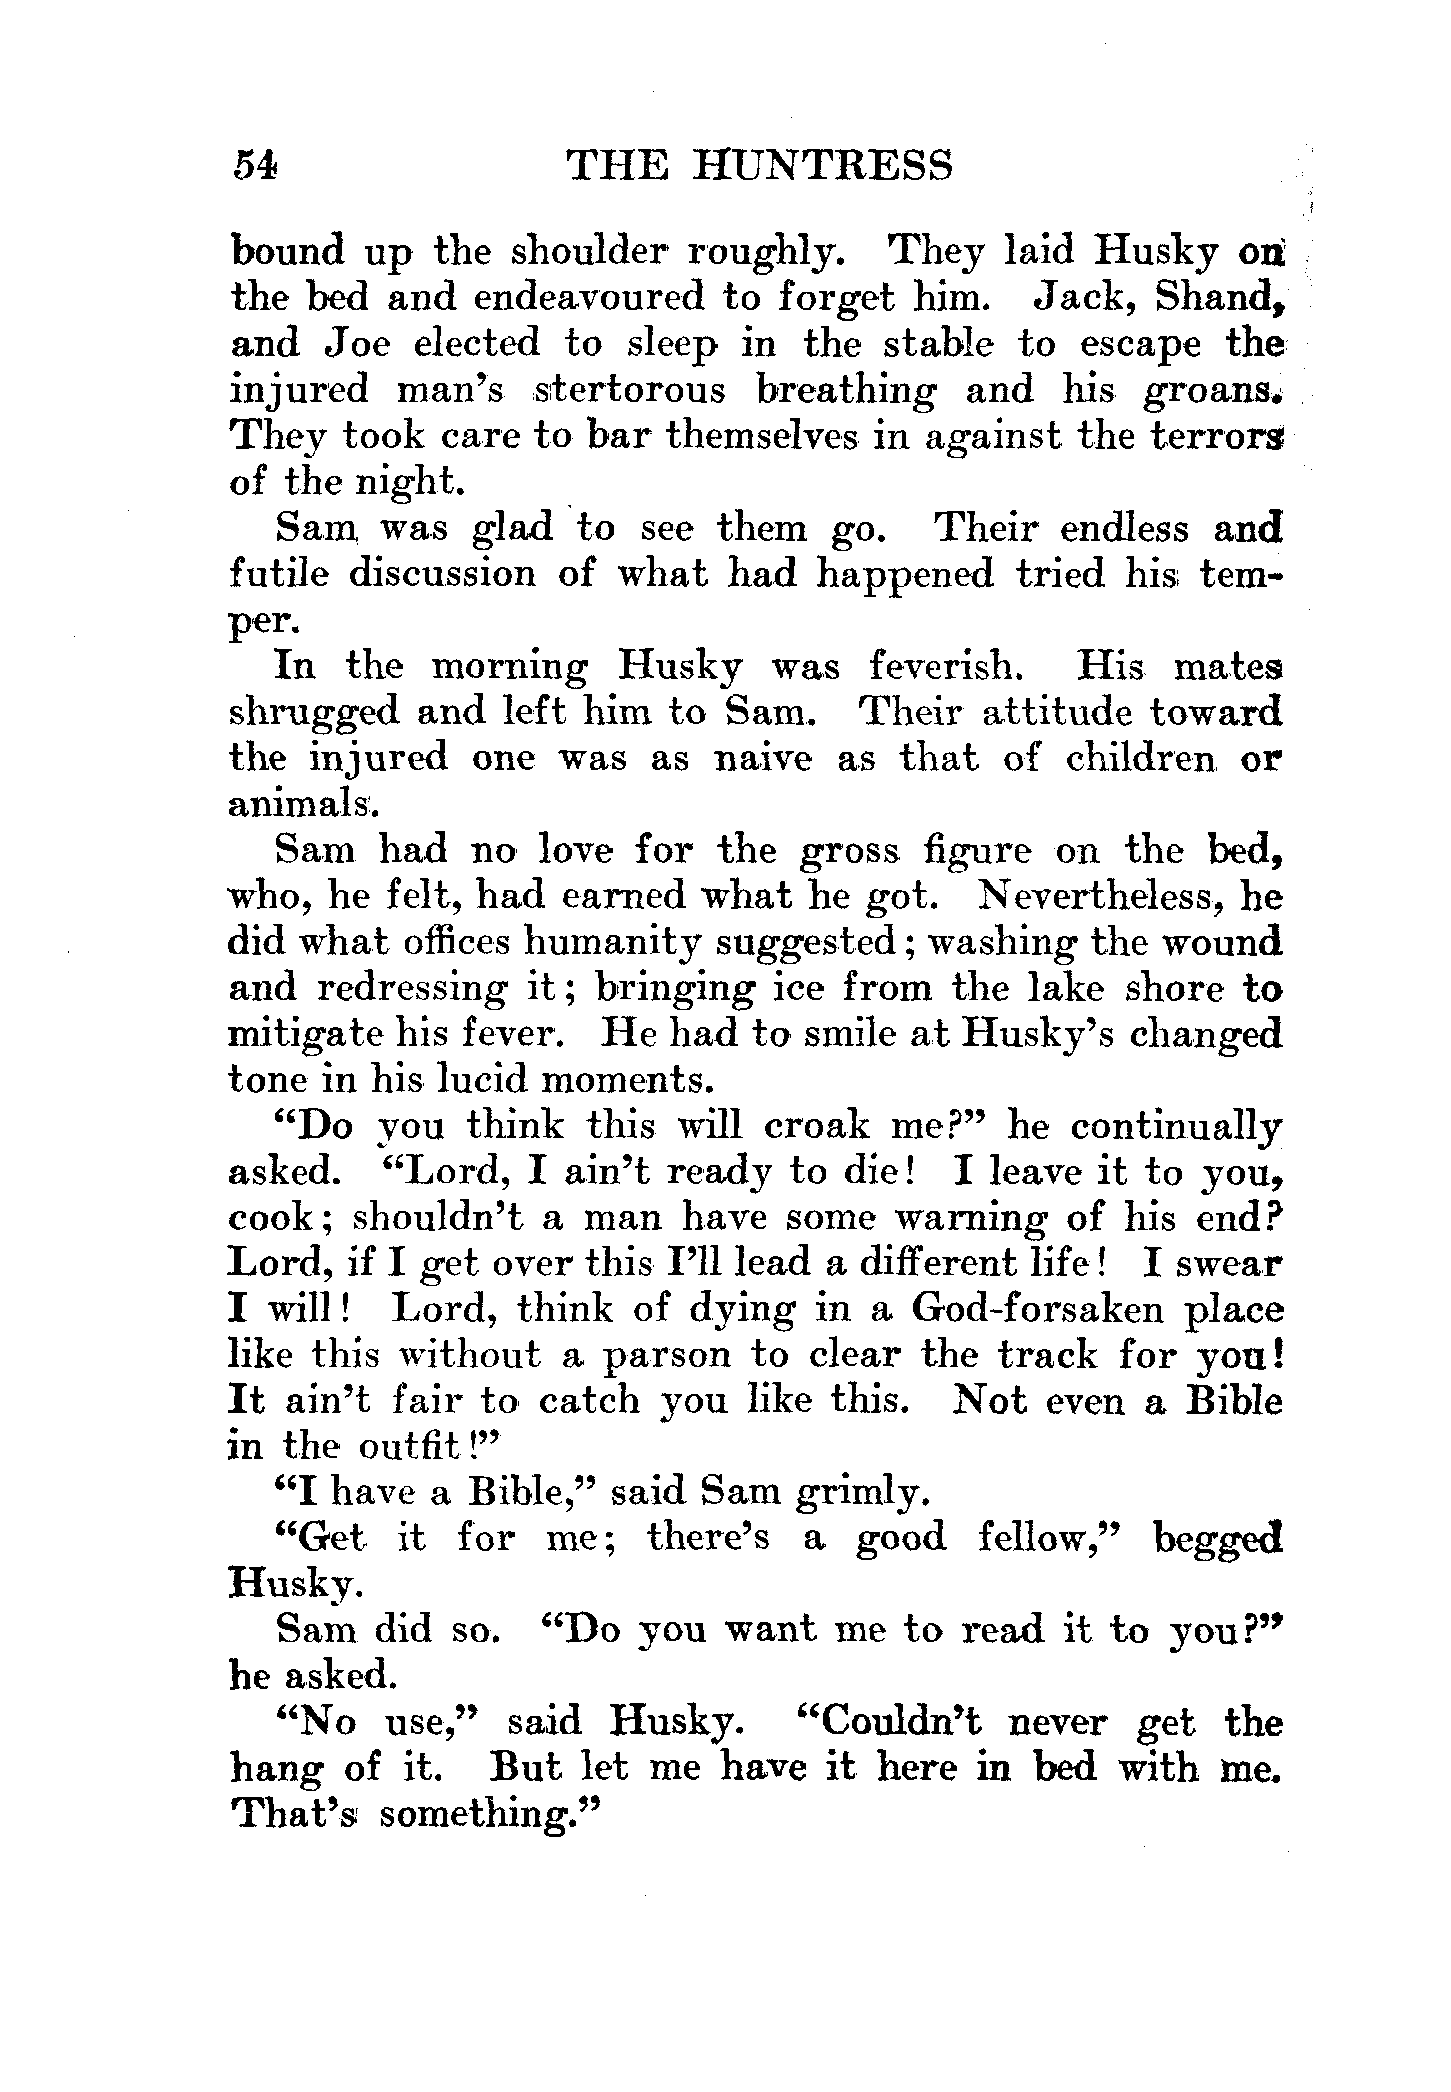 54 THE HUNTRESS
bound up the shoulder roughly. They laid Husky on
the bed and endeavoured to forget him. Jack, Shand,
and Joe elected to sleep in the stable to escape the
injured man's stertorous breathing and his groans.
They took care to bar themselves in against the terrors
of the night.
Sam was glad to see them go. Their endless and
futile discussion of what had happened tried his tem-
per.
In the morning Husky was feverish. His mates
shrugged and left him to Sam. Their attitude toward
the injured one was as naive as that of children or
animals.
Sam had no love for the gross figure on the bed,
who, he felt, had earned what he got. Nevertheless, he
did what offices humanity suggested; washing the wound
and redressing it; bringing ice from the lake shore to
mitigate his fever. He had to smile at Husky's changed
tone in his lucid moments.
"Do you think this will croak me?" he continually
asked. "Lord, I ain't ready to die! I leave it to you,
cook; shouldn't a man have some warning of his end?
Lord, if I get over this I'll lead a different life! I swear
I will! Lord, think of dying in a God-forsaken place
like this without a parson to clear the track for you!
It ain't fair to catch you like this. Not even a Bible
in the outfit!"
"I have a Bible," said Sam grimly.
"Get it for me; there's a good fellow," begged
Husky.
Sam did so. "Do you want me to read it to you?"
he asked.
"No use," said Husky. "Couldn't never get the
hang of it. But let me have it here in bed with me.
That's something."